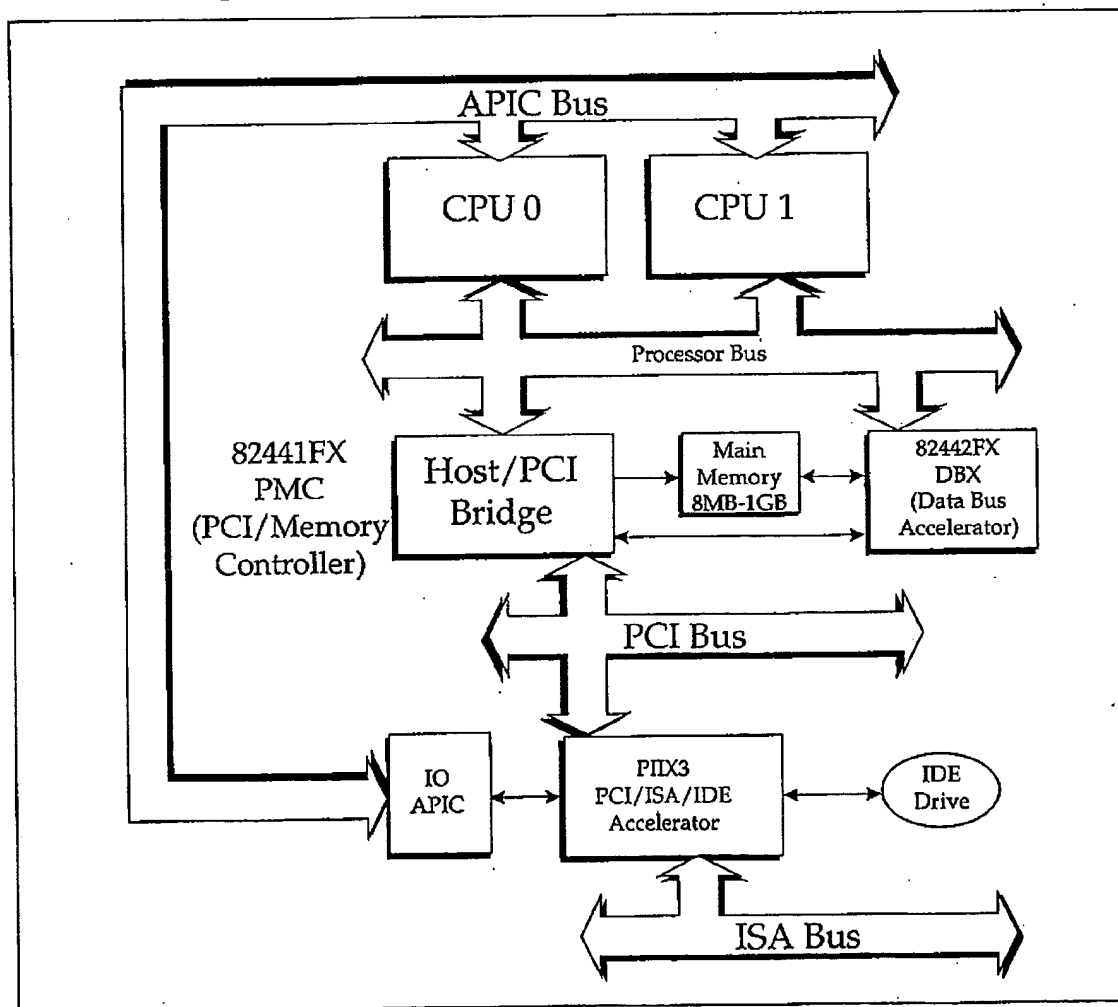 APIC Bus
CPU 0
CPU 1
Processor Bus
82441FX
PMC
(PCI/Memory
Controller)
Host/PCI
Bridge
Main
Memory
8MB-1GB
82442FX
DBX
(Data Bus
Accelerator)
PCI Bus
IO
APIC
PIIX3
PCI/ISA/IDE
Accelerator
IDE
Drive
ISA Bus